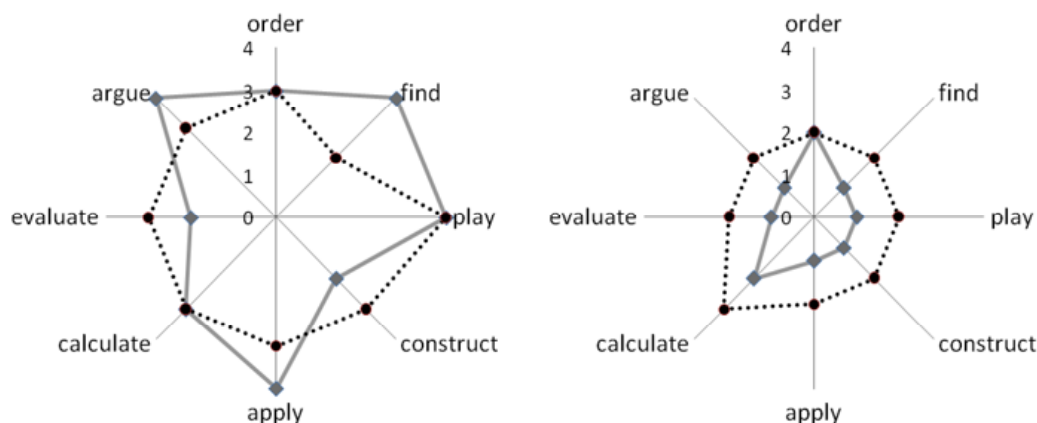 order
4
argue 3 find
2
1
evaluate 0 play
calculate construct
apply
order
4
argue 3 find
2
1
evaluate 0 play
calculate construct
apply